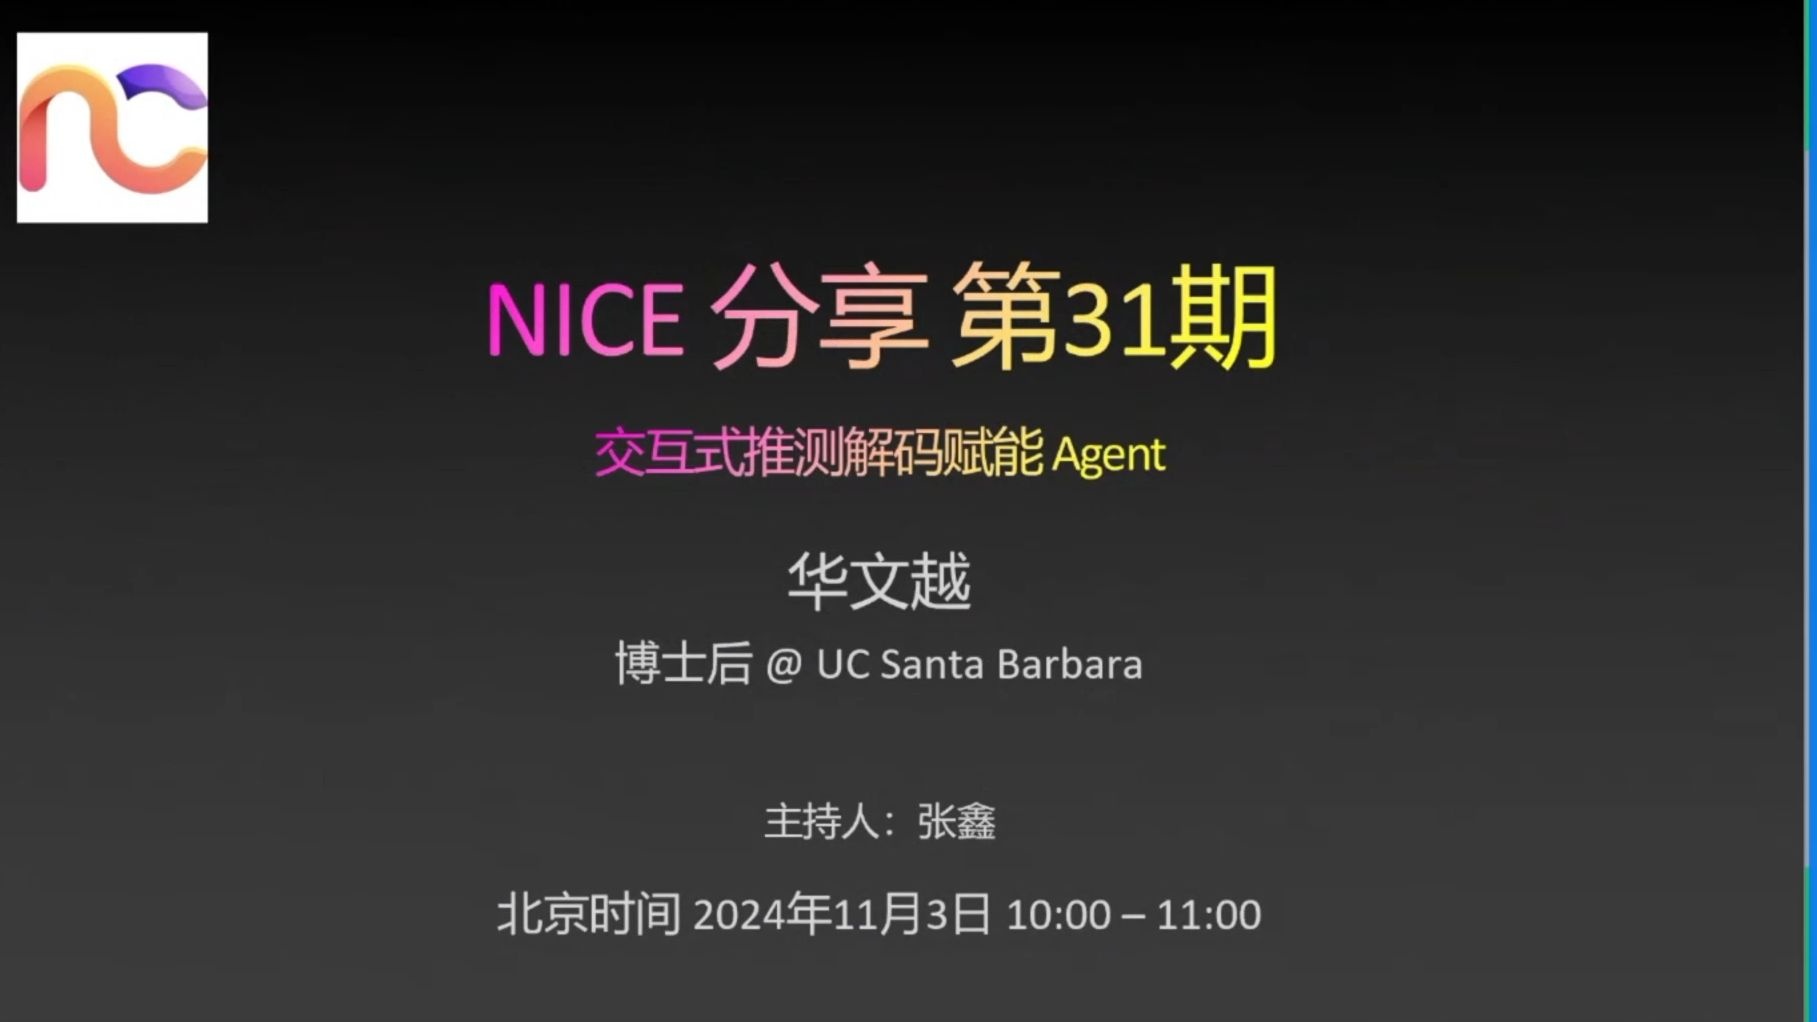 NICE 分享 第31期
交互式推测解码赋能 Agent
华文越
博士后 @ UC Santa Barbara
主持人：张鑫
北京时间 2024年11月3日 10:00 – 11:00